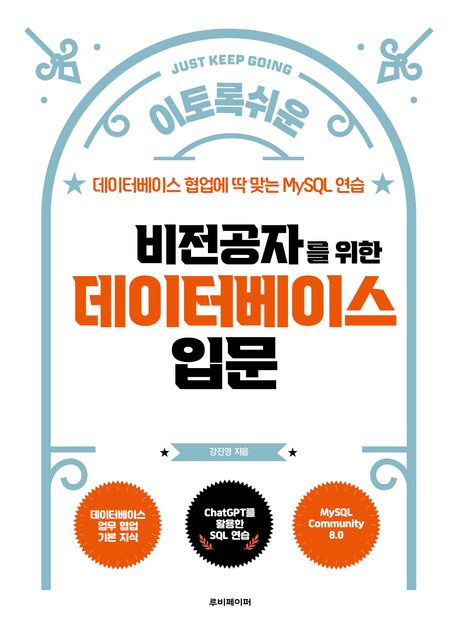 JUST KEEP GOING
이토록쉬운
데이터베이스 협업에 딱 맞는 MySQL 연습
비전공자를 위한
데이터베이스
입문
강진영 지음
데이터베이스
업무 협업
기본 지식
ChatGPT를
활용한
SQL 연습
MySQL
Community
8.0
루비페이퍼